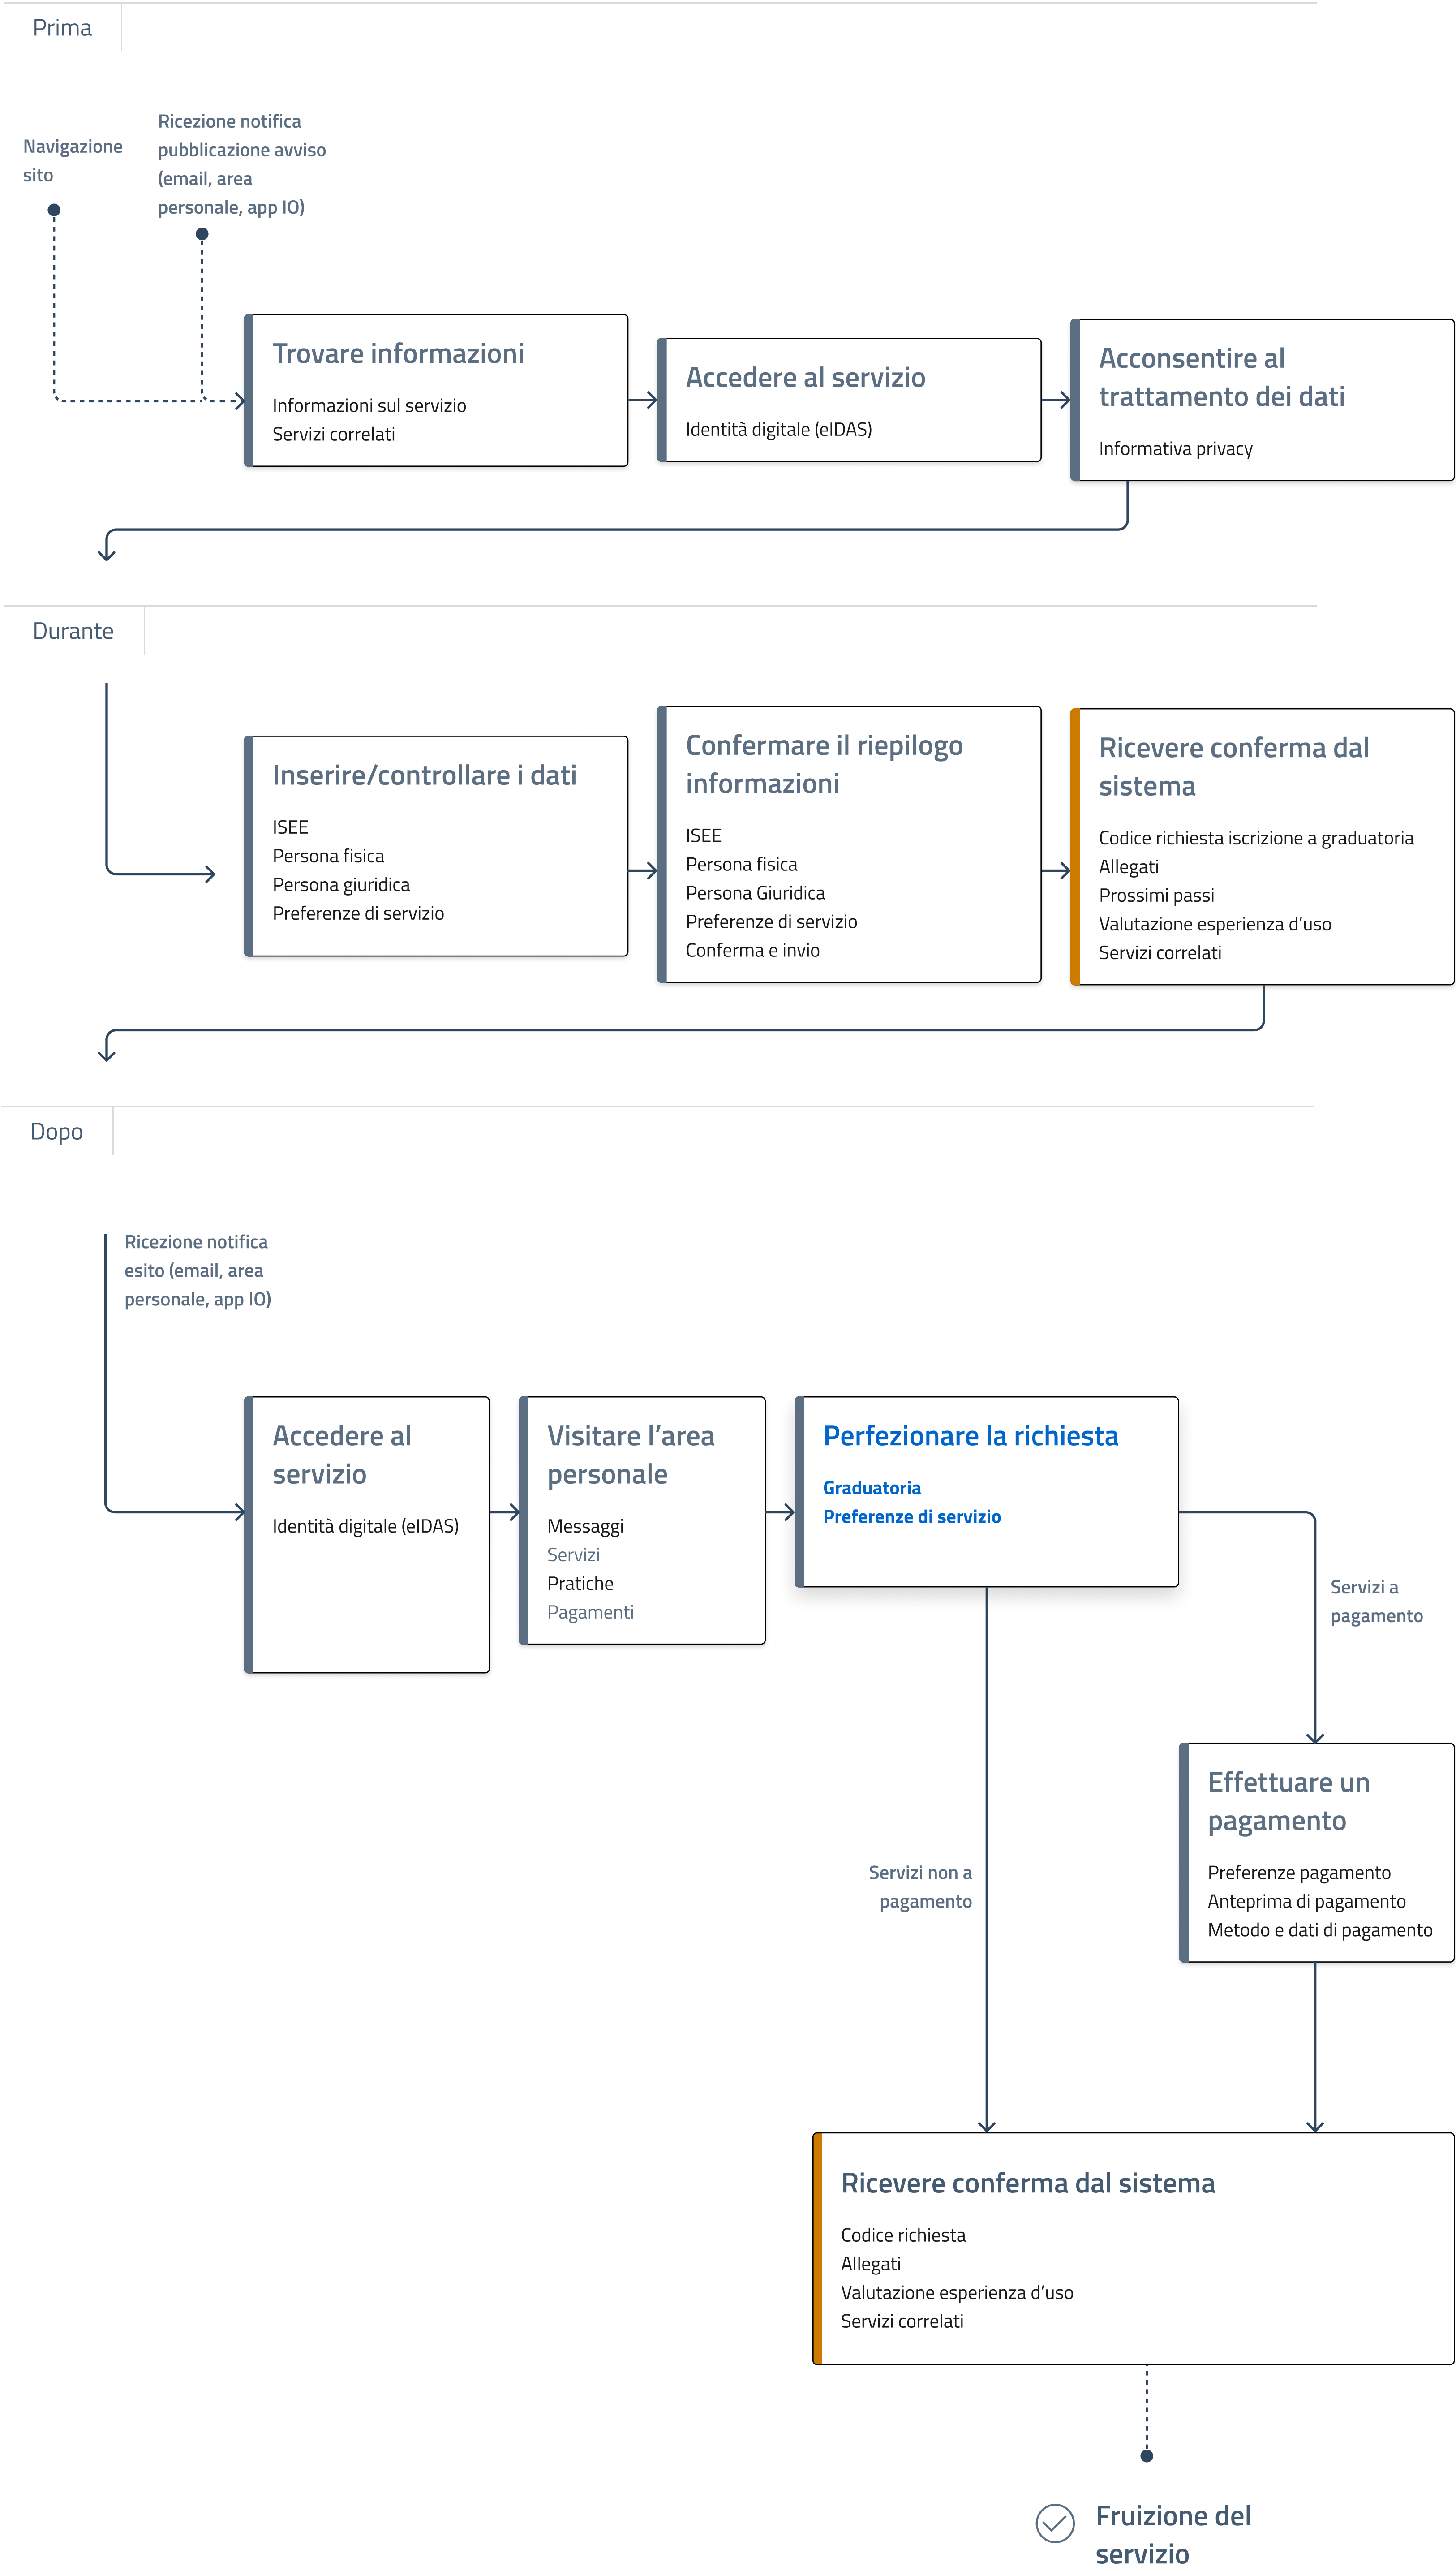 Prima
Navigazione
sito
Ricezione notifica
pubblicazione avviso
(email, area
personale, app IO)
Trovare informazioni
Informazioni sul servizio
Servizi correlati
Accedere al servizio
Identità digitale (eIDAS)
Acconsentire al
trattamento dei dati
Informativa privacy
Durante
Inserire/controllare i dati
ISEE
Persona fisica
Persona giuridica
Preferenze di servizio
Confermare il riepilogo
informazioni
ISEE
Persona fisica
Persona Giuridica
Preferenze di servizio
Conferma e invio
Ricevere conferma dal
sistema
Codice richiesta iscrizione a graduatoria
Allegati
Prossimi passi
Valutazione esperienza d’uso
Servizi correlati
Dopo
Ricezione notifica
esito (email, area
personale, app IO)
Accedere al
servizio
Identità digitale (eIDAS)
Visitare l’area
personale
Messaggi
Servizi
Pratiche
Pagamenti
Perfezionare la richiesta
Graduatoria
Preferenze di servizio
Servizi a
pagamento
Effettuare un
pagamento
Preferenze pagamento
Anteprima di pagamento
Metodo e dati di pagamento
Servizi non a
pagamento
Ricevere conferma dal sistema
Codice richiesta
Allegati
Valutazione esperienza d’uso
Servizi correlati
Fruizione del
servizio